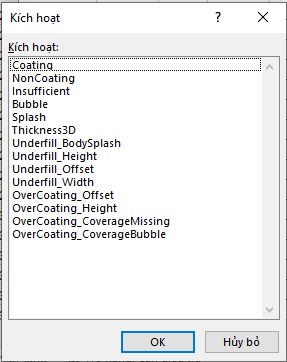 Kích hoạt
?
Kích hoạt:
Coating
NonCoating
Insufficient
Bubble
Splash
Thickness3D
Underfill_BodySplash
Underfill_Height
Underfill_Offset
Underfill_Width
OverCoating_Offset
OverCoating_Height
OverCoating_CoverageMissing
OverCoating_CoverageBubble
OK
Hủy bỏ